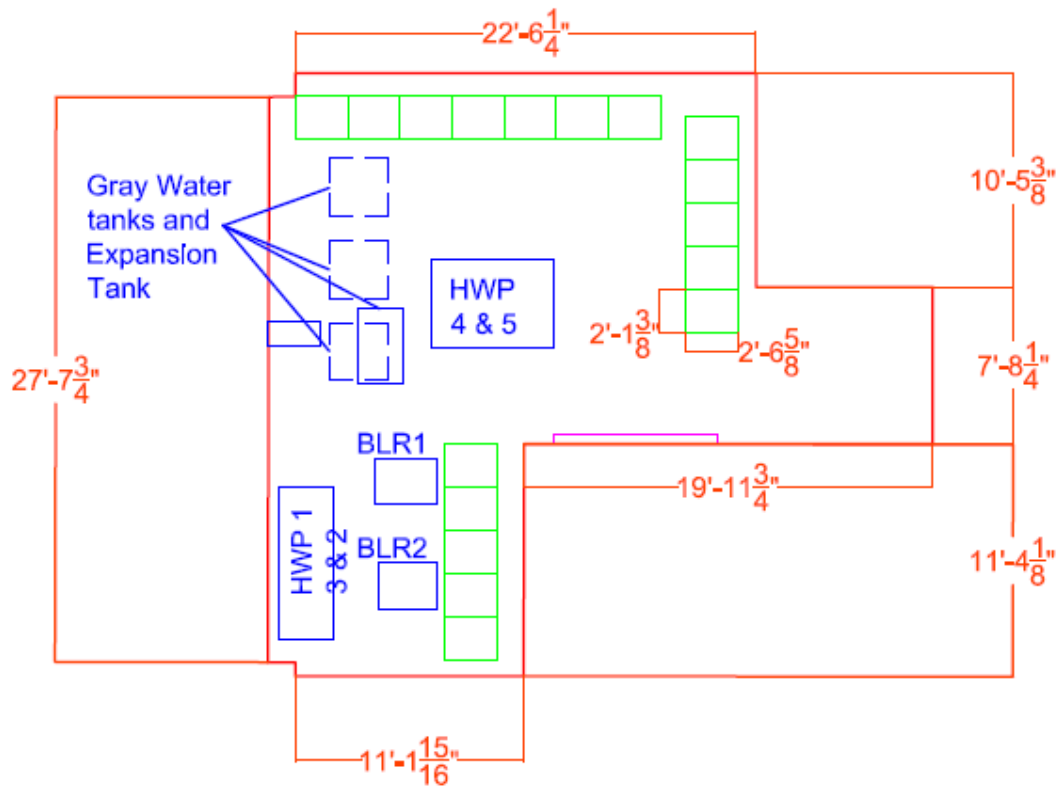 22'-6 1/4"
10'-5 3/8"
Gray Water
tanks and
Expansion
Tank
HWP
4 & 5
2'-1 3/8"
2'-6 5/8"
7'-8 1/4"
27'-7 3/4"
BLR1
19'-11 3/4"
HWP 1
3 & 2
BLR2
11'-4 1/8"
11'-1 15/16"